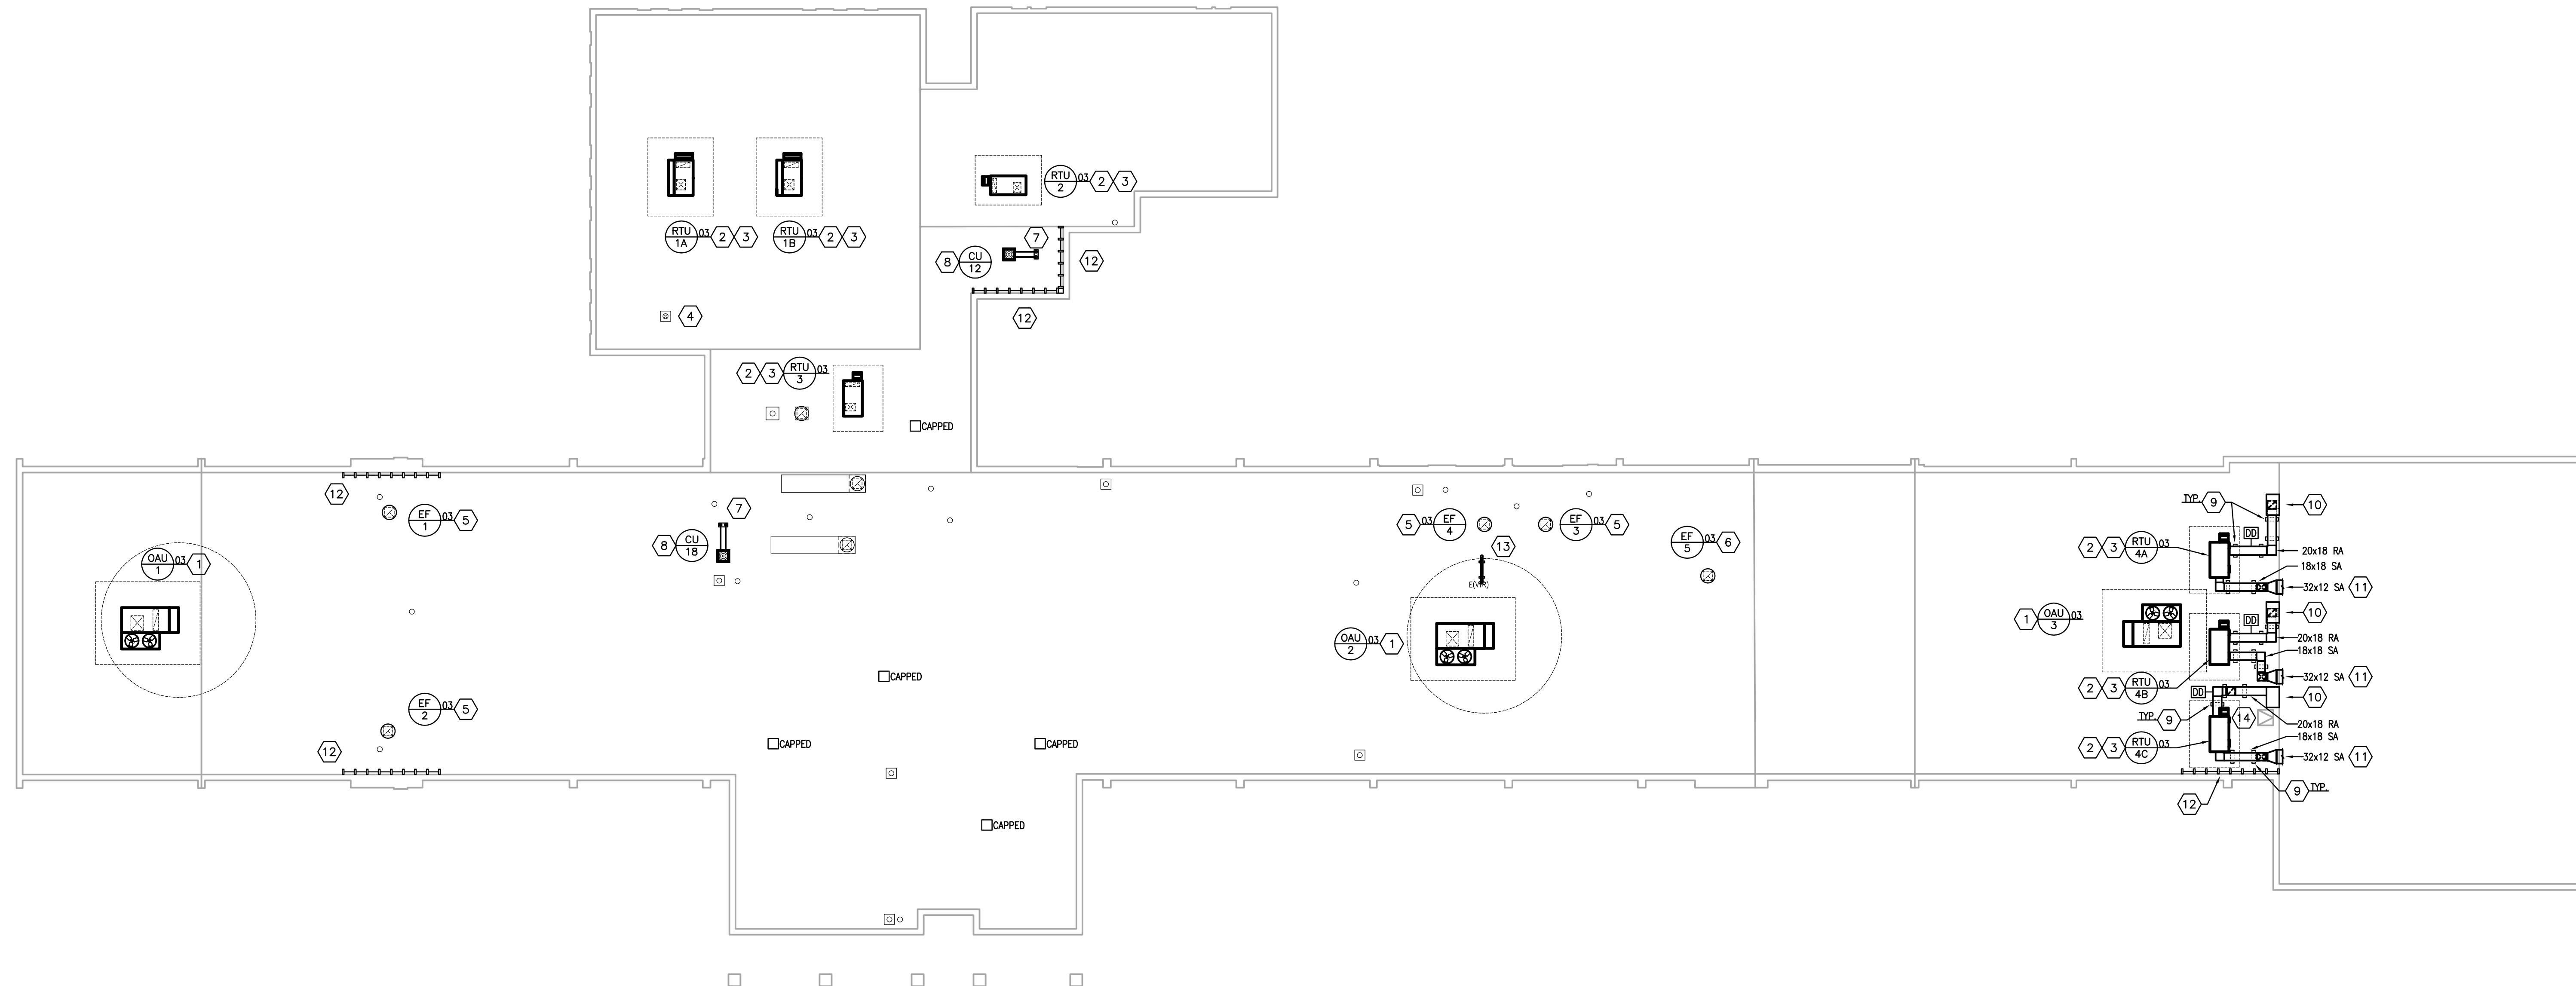 RTU 2 03 2 3
RTU 1A 03 2 3
RTU 1B 03 2 3
7
8 CU 12
12
12
4
2 3 RTU 3 03
CAPPED
12
EF 1 03 5
7
8 CU 18
OAU 1 03 1
5 03 EF 4
EF 3 03 5
13
E(VTR)
EF 5 03 6
OAU 2 03 1
CAPPED
EF 2 03 5
12
CAPPED
CAPPED
CAPPED
TYP. 9
10
DD
2 3 RTU 4A 03
20x18 RA
18x18 SA
32x12 SA 11
1 OAU 3 03
10
DD
20x18 RA
18x18 SA
32x12 SA 11
2 3 RTU 4B 03
DD
10
TYP. 9
14
20x18 RA
18x18 SA
2 3 RTU 4C 03
32x12 SA 11
9 TYP.
12